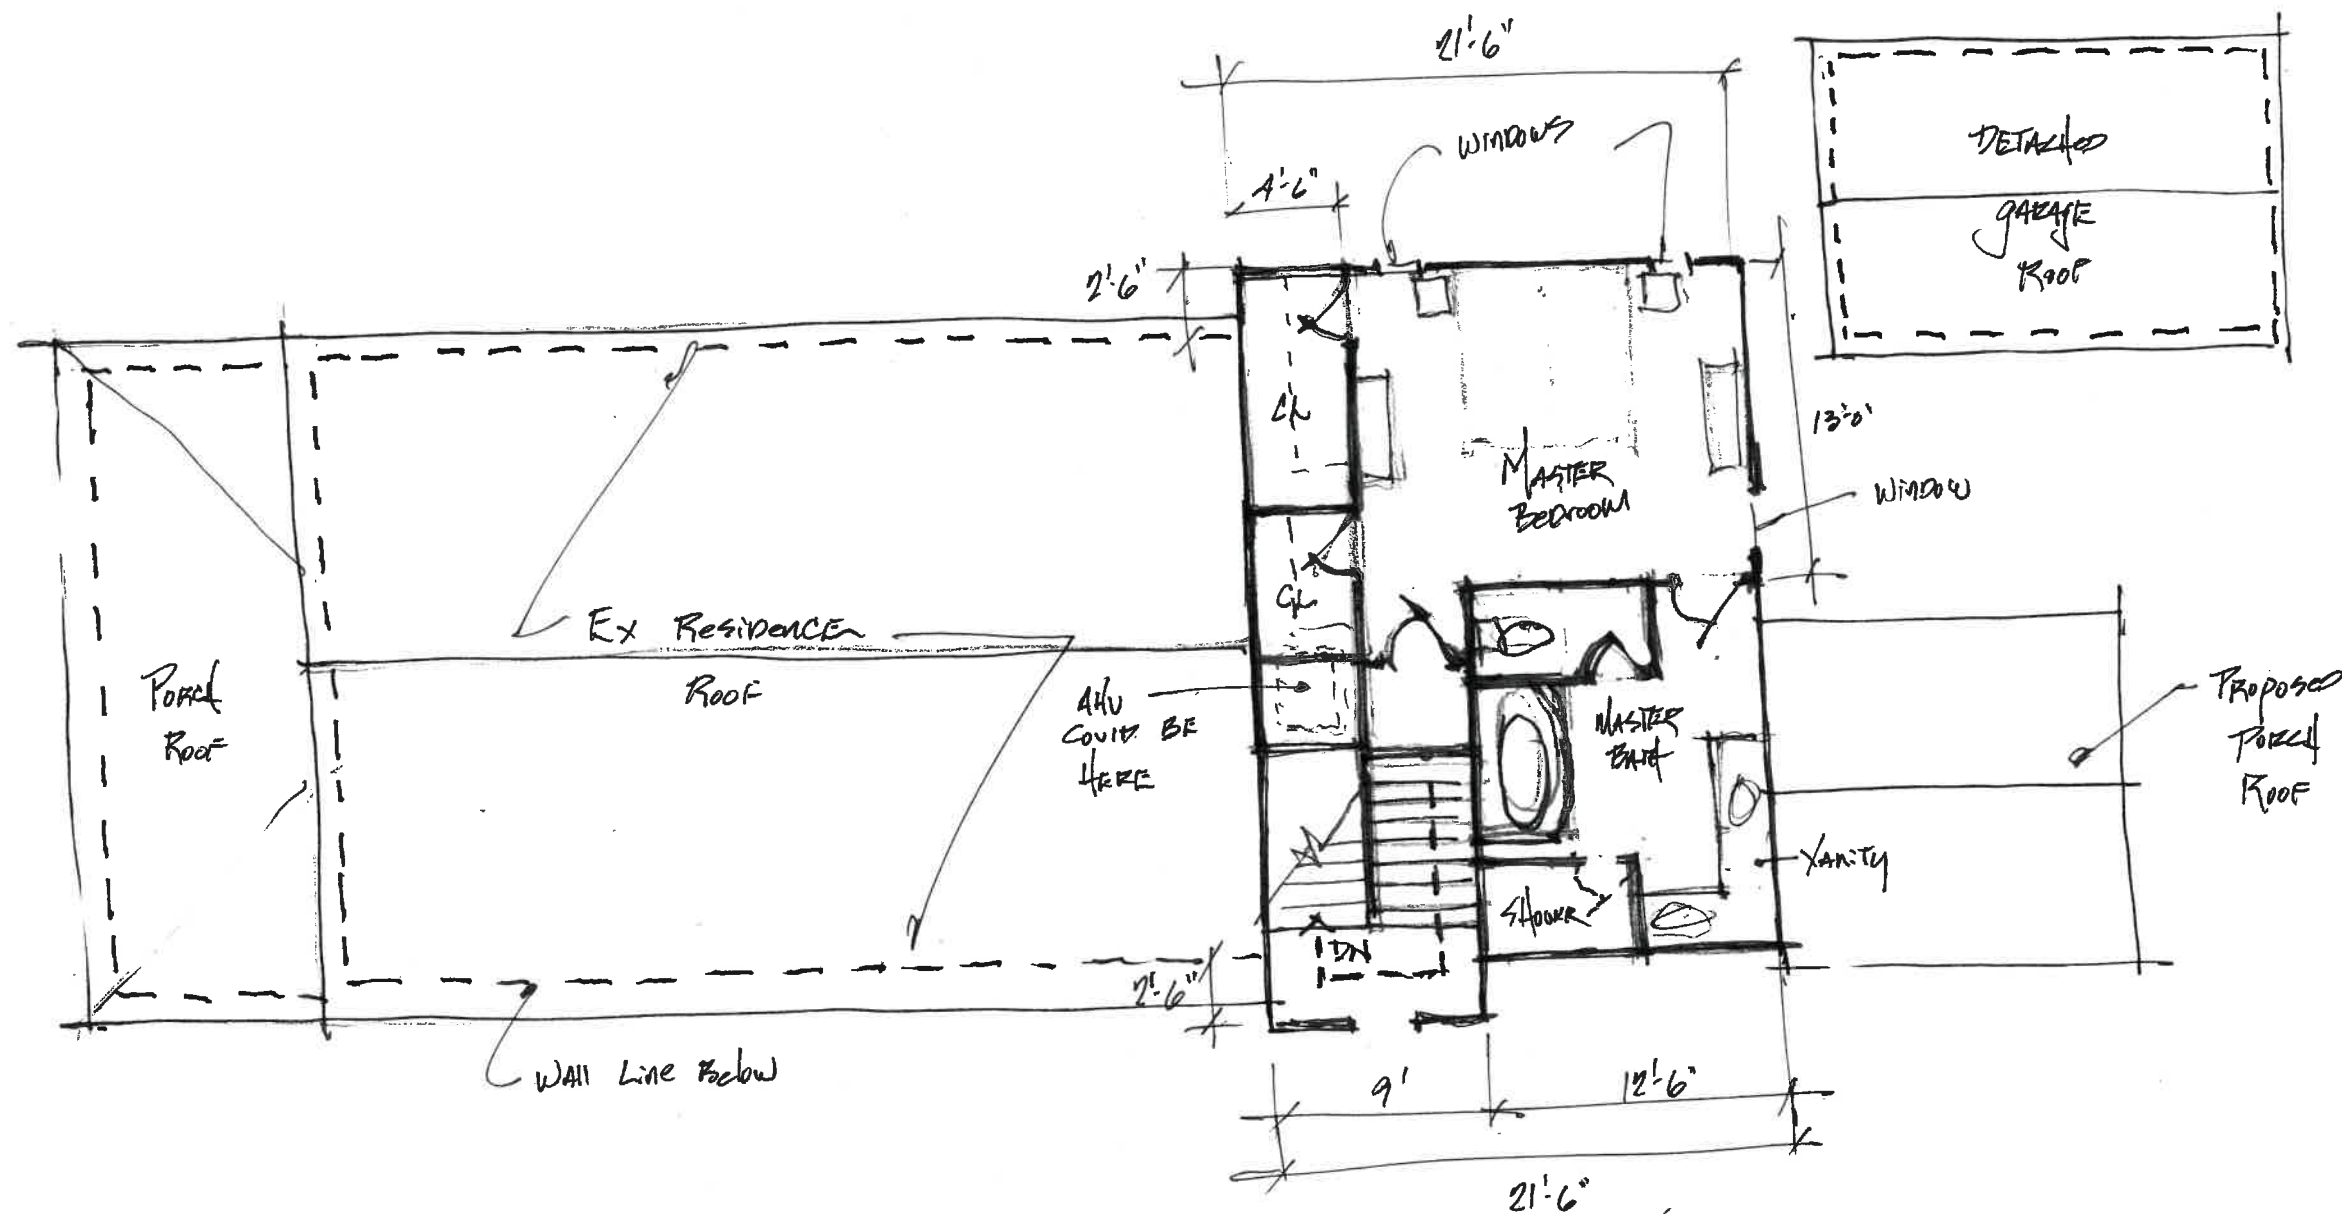 21'-6"
WINDOWS
4'-6"
DETACHED
GARAGE
ROOF
2'-6"
13'-0"
CL
MASTER
BEDROOM
WINDOW
CL
EX RESIDENCE
ROOF
PORCH
ROOF
AHU
COULD BE
HERE
MASTER
BATH
PROPOSED
PORCH
ROOF
VANITY
SHOWER
DN
2'-6"
WALL LINE BELOW
9'
12'-6"
21'-6"